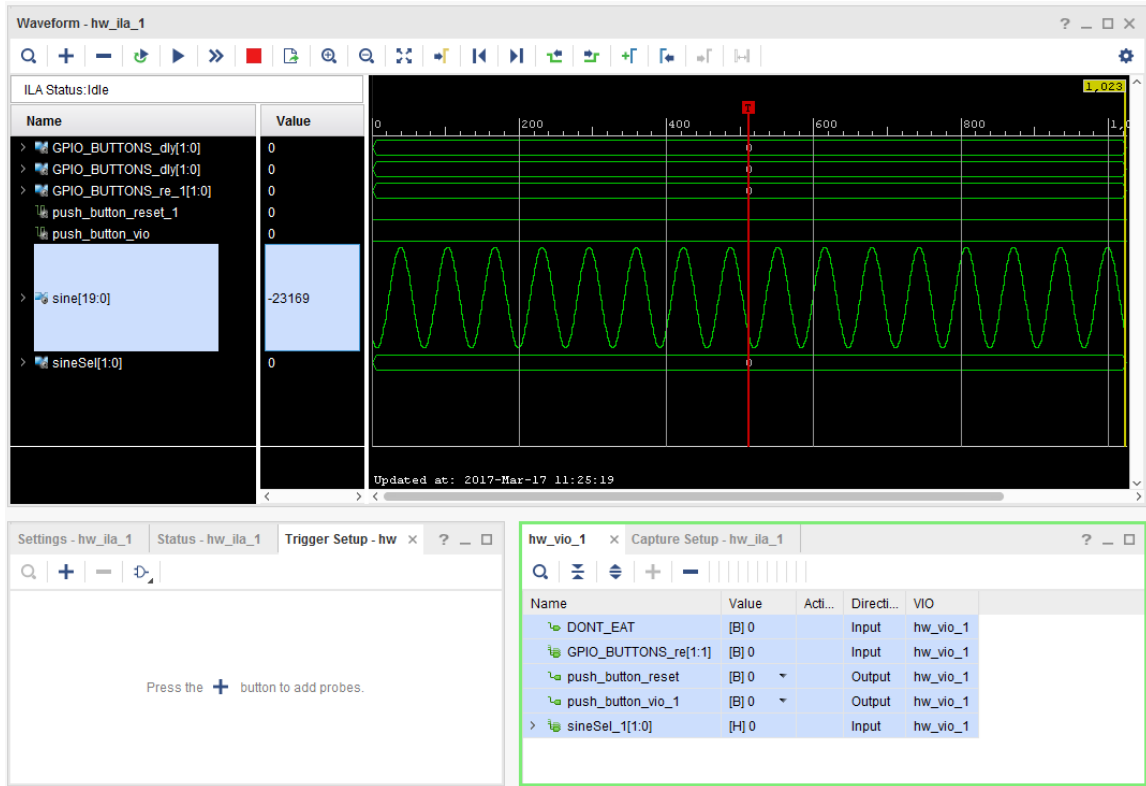 Waveform - hw_ila_1
ILA Status:Idle
Name Value
1,023
T
0 200 400 600 800
GPIO_BUTTONS_dly[1:0] 0 0
GPIO_BUTTONS_dly[1:0] 0 0
GPIO_BUTTONS_re_1[1:0] 0 0
push_button_reset_1 0
push_button_vio 0
sine[19:0] -23169
sineSel[1:0] 0 0
Updated at: 2017-Mar-17 11:25:19
Settings - hw_ila_1 Status - hw_ila_1 Trigger Setup - hw
Press the + button to add probes.
hw_vio_1 Capture Setup - hw_ila_1
Name Value Acti... Directi... VIO
DONT_EAT [B] 0 Input hw_vio_1
GPIO_BUTTONS_re[1:1] [B] 0 Input hw_vio_1
push_button_reset [B] 0 Output hw_vio_1
push_button_vio_1 [B] 0 Output hw_vio_1
sineSel_1[1:0] [H] 0 Input hw_vio_1